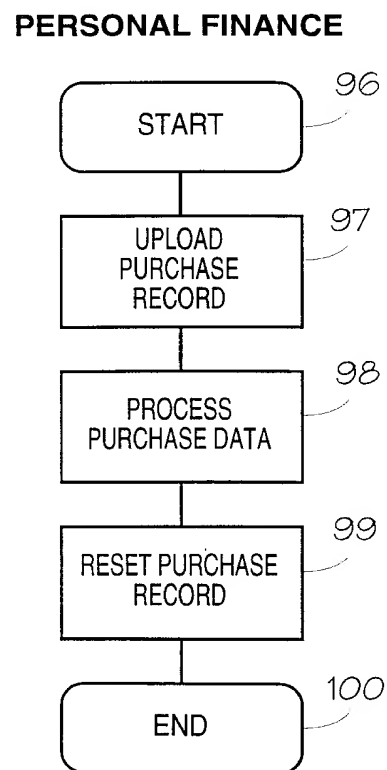 PERSONAL FINANCE
96
START
97
UPLOAD
PURCHASE
RECORD
98
PROCESS
PURCHASE DATA
99
RESET PURCHASE
RECORD
100
END